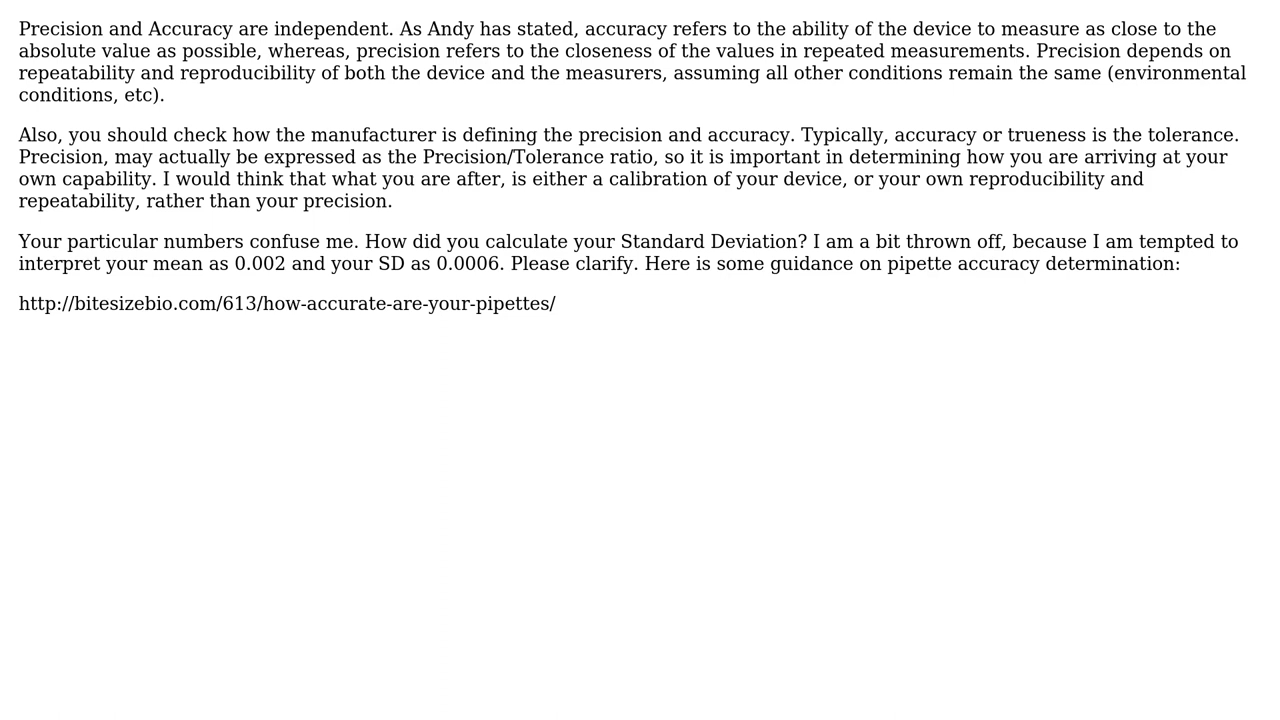 Precision and Accuracy are independent. As Andy has stated, accuracy refers to the ability of the device to measure as close to the
absolute value as possible, whereas, precision refers to the closeness of the values in repeated measurements. Precision depends on
repeatability and reproducibility of both the device and the measurers, assuming all other conditions remain the same (environmental
conditions, etc).
Also, you should check how the manufacturer is defining the precision and accuracy. Typically, accuracy or trueness is the tolerance.
Precision, may actually be expressed as the Precision/Tolerance ratio, so it is important in determining how you are arriving at your
own capability. I would think that what you are after, is either a calibration of your device, or your own reproducibility and
repeatability, rather than your precision.
Your particular numbers confuse me. How did you calculate your Standard Deviation? I am a bit thrown off, because I am tempted to
interpret your mean as 0.002 and your SD as 0.0006. Please clarify. Here is some guidance on pipette accuracy determination:
http://bitesizebio.com/613/how-accurate-are-your-pipettes/